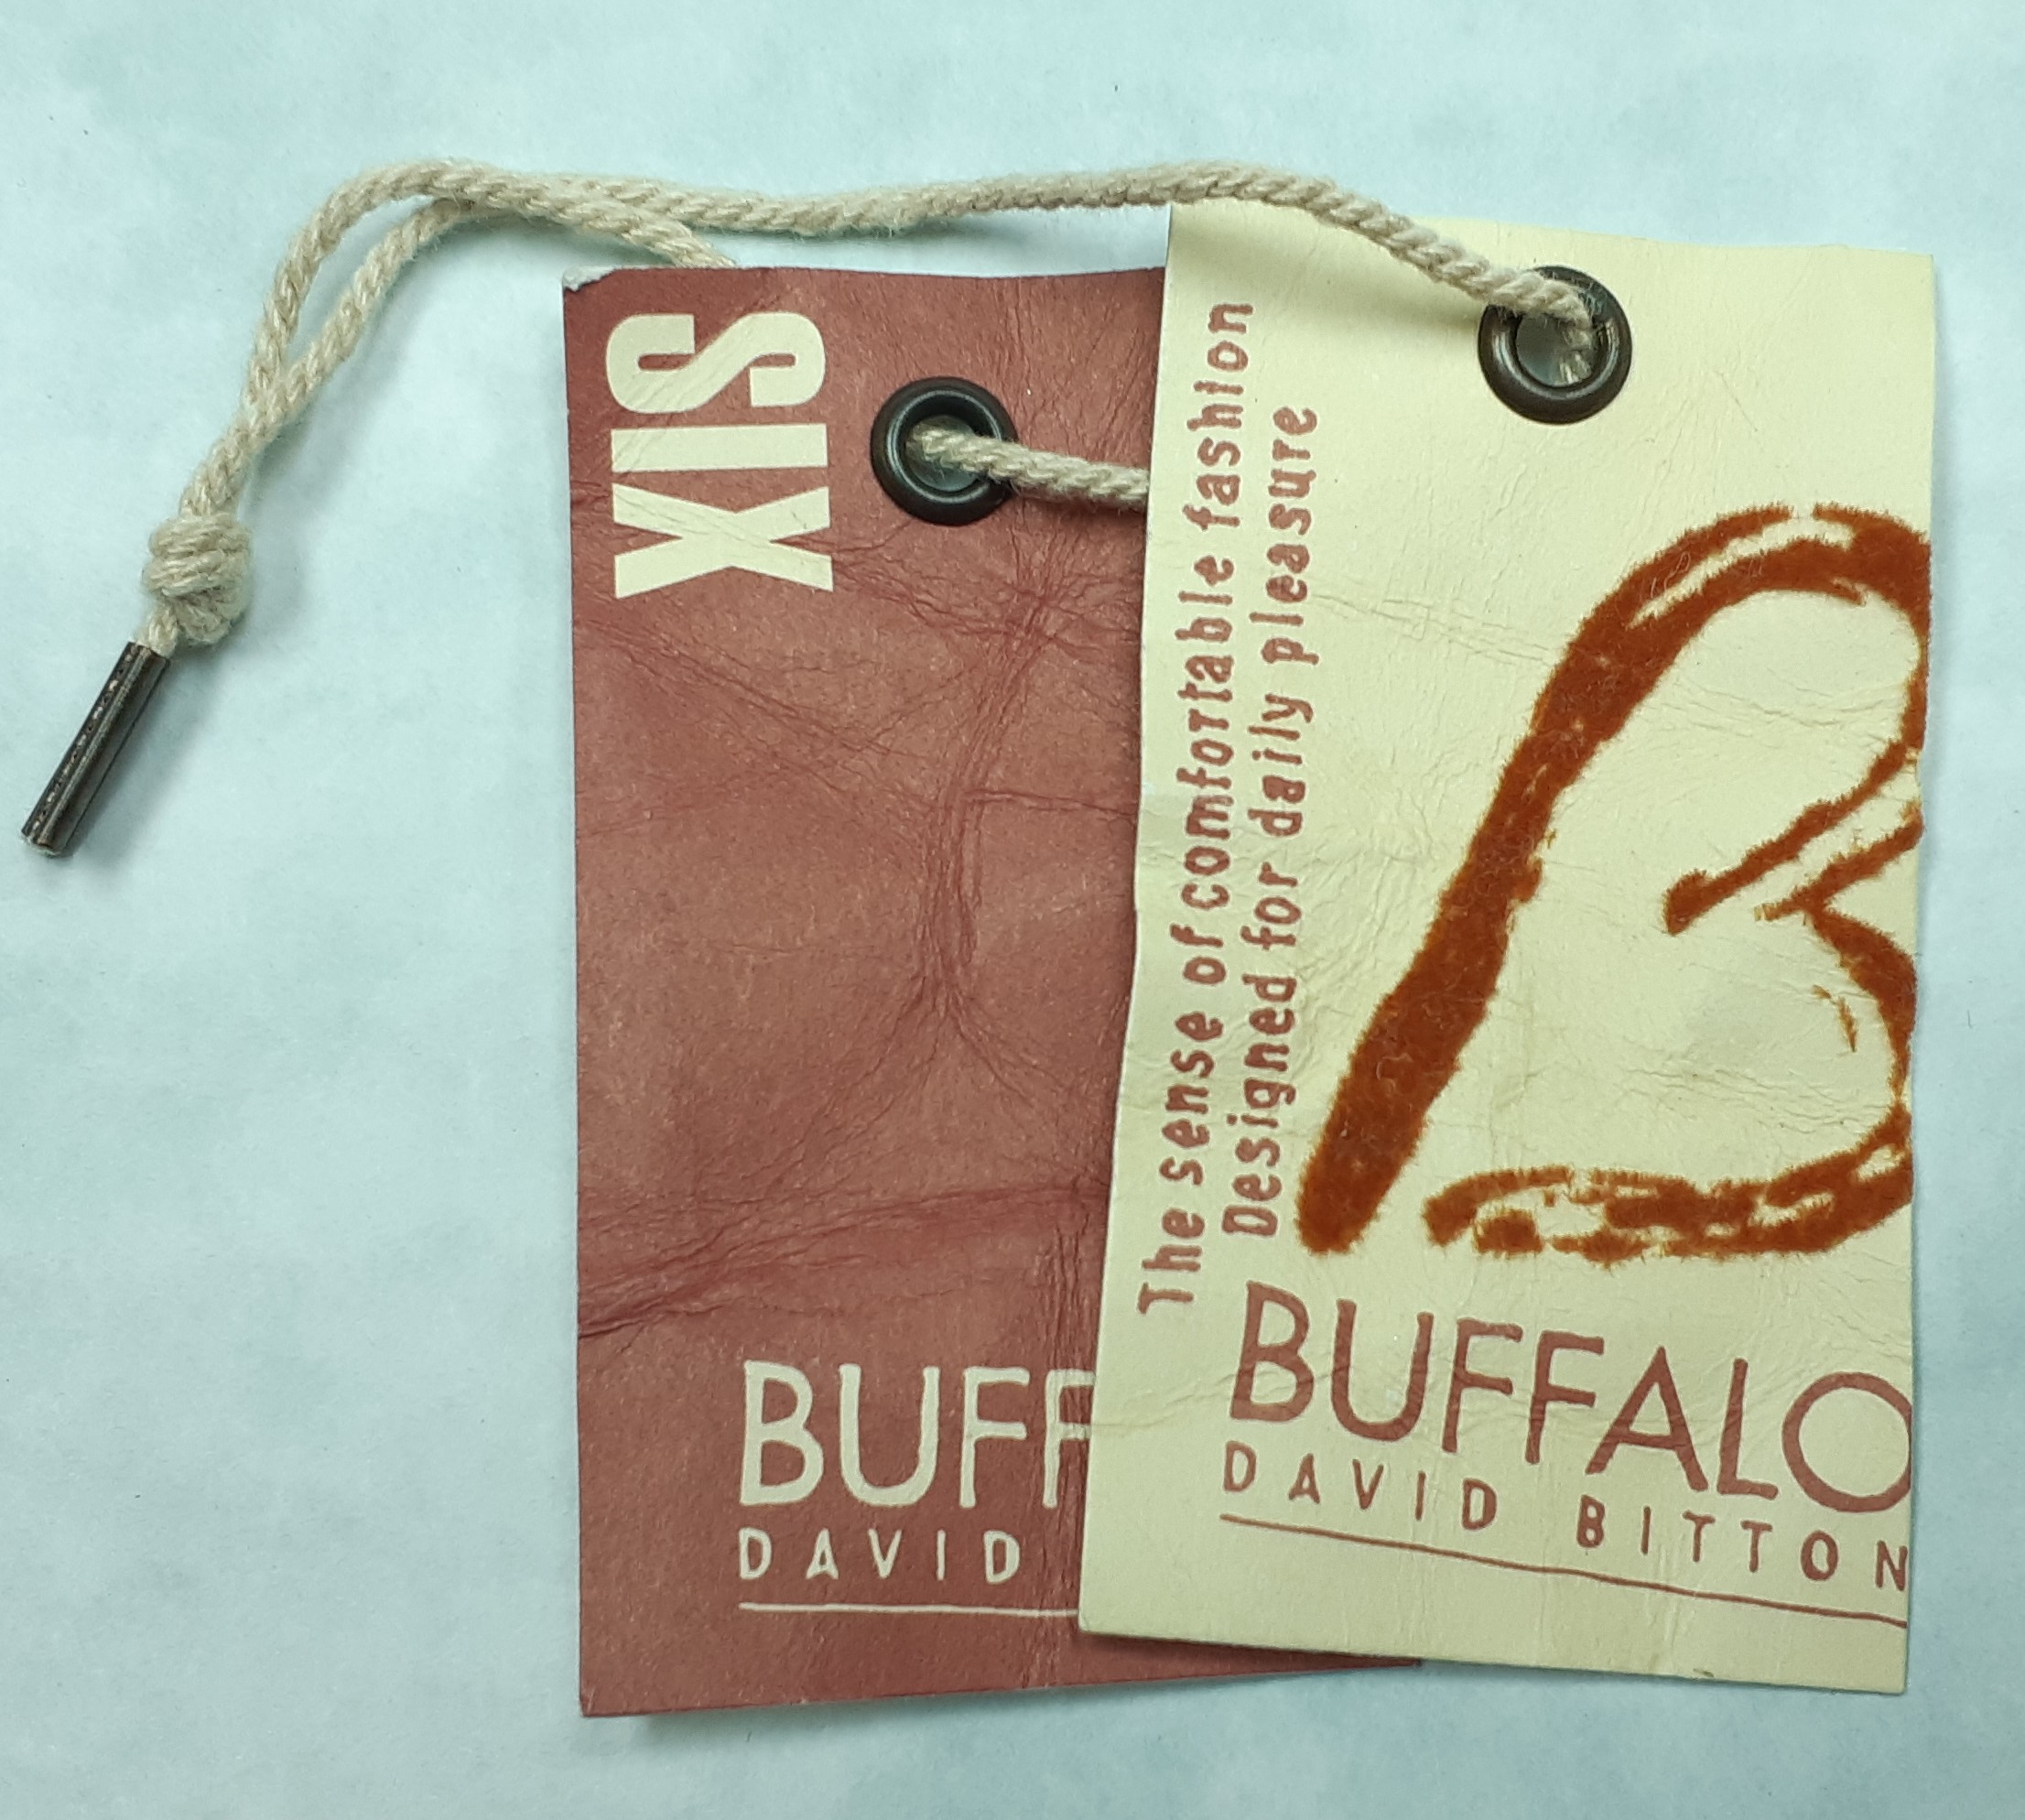 SIX
BUFF
DAVID
The sense of comfortable fashion
Designed for daily pleasure
B
BUFFALO
DAVID BITTON